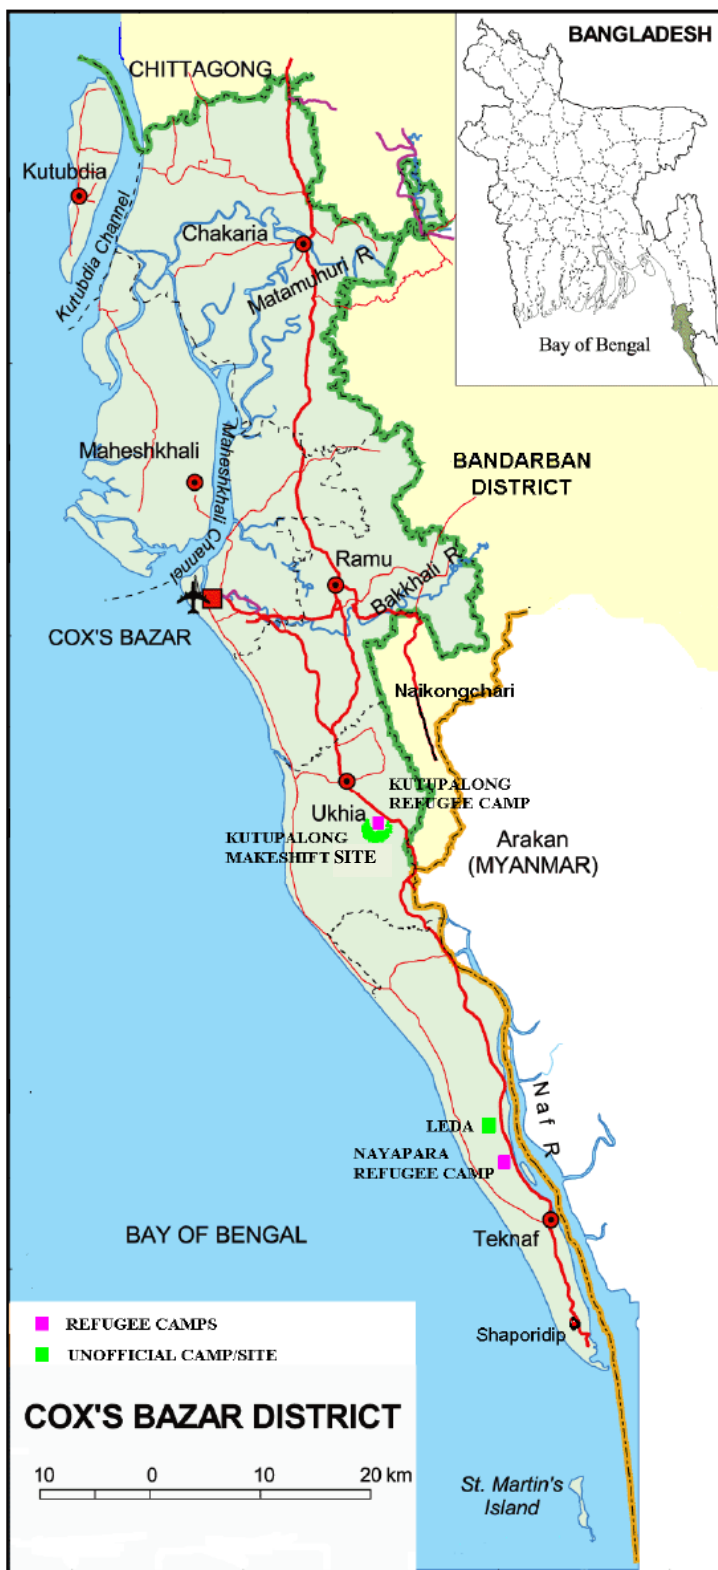 BANGLADESH
Bay of Bengal
CHITTAGONG
Kutubdia
Kutubdia Channel
Chakaria
Matamuhuri R
Maheshkhali
Maheshkhali Channel
BANDARBAN
DISTRICT
Ramu
Bakkhali R
COX'S BAZAR
Naikongchari
KUTUPALONG
REFUGEE CAMP
Ukhia
KUTUPALONG
MAKESHIFT SITE
Arakan
(MYANMAR)
Naf R
LEDA
NAYAPARA
REFUGEE CAMP
BAY OF BENGAL
Teknaf
Shaporidip
REFUGEE CAMPS
UNOFFICIAL CAMP/SITE
COX'S BAZAR DISTRICT
10 0 10 20 km
St. Martin's
Island